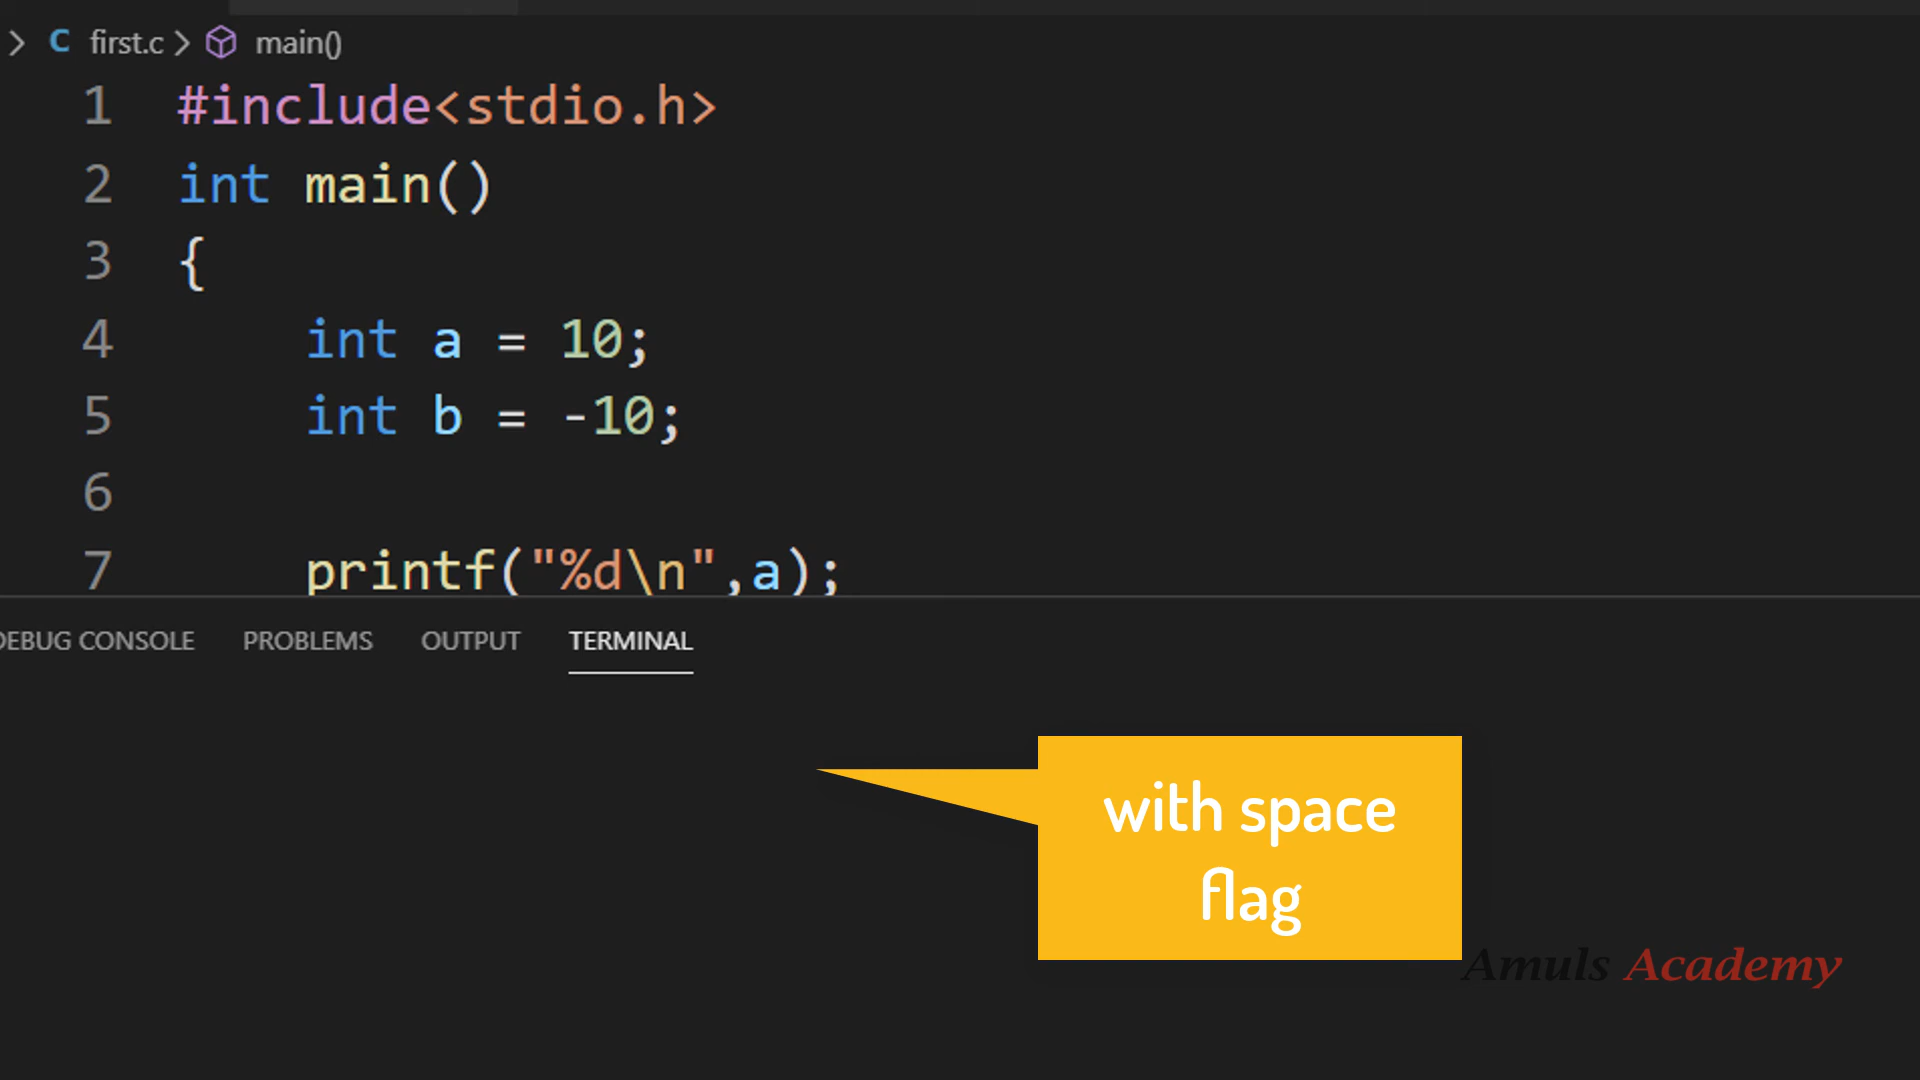 first.c > main()
1 #include<stdio.h>
2 int main()
3 {
4 int a = 10;
5 int b = -10;
6
7 printf("%d\n",a);
DEBUG CONSOLE PROBLEMS OUTPUT TERMINAL
with space
flag
Amuls Academy